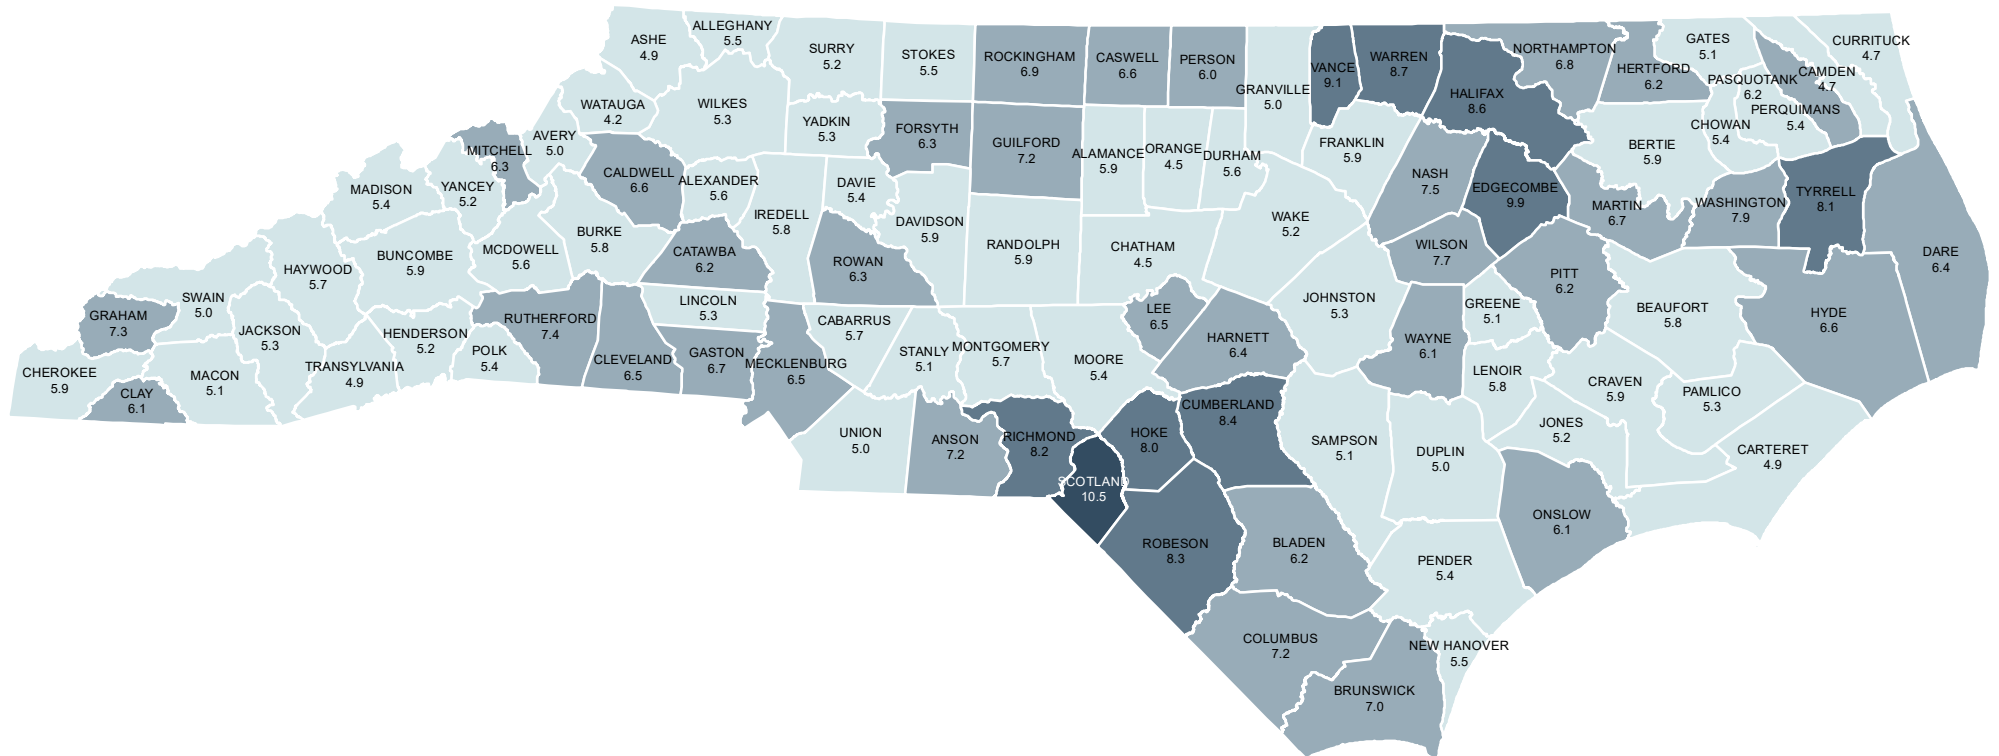 ALLEGHANY
5.5
ASHE
4.9
SURRY
5.2
STOKES
5.5
ROCKINGHAM
6.9
CASWELL
6.6
PERSON
6.0
GRANVILLE
5.0
VANCE
9.1
WARREN
8.7
HALIFAX
8.6
NORTHAMPTON
6.8
HERTFORD
6.2
GATES
5.1
CURRITUCK
4.7
CAMDEN
4.7
PASQUOTANK
6.2
PERQUIMANS
5.4
CHOWAN
5.4
BERTIE
5.9
WATAUGA
4.2
WILKES
5.3
YADKIN
5.3
FORSYTH
6.3
GUILFORD
7.2
ALAMANCE
5.9
ORANGE
4.5
DURHAM
5.6
FRANKLIN
5.9
NASH
7.5
EDGECOMBE
9.9
MARTIN
6.7
WASHINGTON
7.9
TYRRELL
8.1
DARE
6.4
AVERY
5.0
MITCHELL
6.3
YANCEY
5.2
MADISON
5.4
CALDWELL
6.6
ALEXANDER
5.6
IREDELL
5.8
DAVIE
5.4
DAVIDSON
5.9
RANDOLPH
5.9
CHATHAM
4.5
WAKE
5.2
WILSON
7.7
PITT
6.2
BEAUFORT
5.8
HYDE
6.6
HAYWOOD
5.7
BUNCOMBE
5.9
MCDOWELL
5.6
BURKE
5.8
CATAWBA
6.2
ROWAN
6.3
LINCOLN
5.3
LEE
6.5
HARNETT
6.4
JOHNSTON
5.3
WAYNE
6.1
GREENE
5.1
LENOIR
5.8
CRAVEN
5.9
PAMLICO
5.3
GRAHAM
7.3
SWAIN
5.0
JACKSON
5.3
HENDERSON
5.2
POLK
5.4
RUTHERFORD
7.4
CLEVELAND
6.5
GASTON
6.7
MECKLENBURG
6.5
CABARRUS
5.7
STANLY
5.1
MONTGOMERY
5.7
MOORE
5.4
CHEROKEE
5.9
CLAY
6.1
MACON
5.1
TRANSYLVANIA
4.9
UNION
5.0
ANSON
7.2
RICHMOND
8.2
SCOTLAND
10.5
HOKE
8.0
CUMBERLAND
8.4
SAMPSON
5.1
DUPLIN
5.0
JONES
5.2
CARTERET
4.9
ONSLOW
6.1
ROBESON
8.3
BLADEN
6.2
PENDER
5.4
COLUMBUS
7.2
NEW HANOVER
5.5
BRUNSWICK
7.0